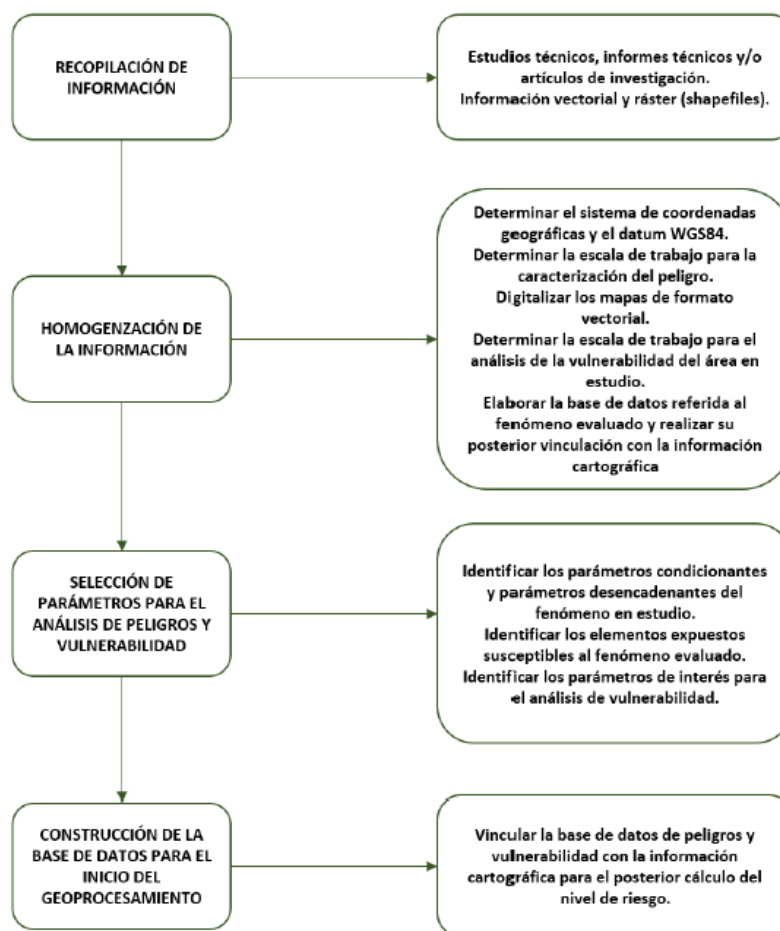 RECOPILACIÓN DE
INFORMACIÓN
Estudios técnicos, informes técnicos y/o
artículos de investigación.
Información vectorial y ráster (shapefiles).
HOMOGENZACIÓN DE
LA INFORMACIÓN
Determinar el sistema de coordenadas
geográficas y el datum WGS84.
Determinar la escala de trabajo para la
caracterización del peligro.
Digitalizar los mapas de formato
vectorial.
Determinar la escala de trabajo para el
análisis de la vulnerabilidad del área en
estudio.
Elaborar la base de datos referida al
fenómeno evaluado y realizar su
posterior vinculación con la información
cartográfica
SELECCIÓN DE
PARÁMETROS PARA EL
ANÁLISIS DE PELIGROS Y
VULNERABILIDAD
Identificar los parámetros condicionantes
y parámetros desencadenantes del
fenómeno en estudio.
Identificar los elementos expuestos
susceptibles al fenómeno evaluado.
Identificar los parámetros de interés para
el análisis de vulnerabilidad.
CONSTRUCCIÓN DE LA
BASE DE DATOS PARA EL
INICIO DEL
GEOPROCESAMIENTO
Vincular la base de datos de peligros y
vulnerabilidad con la información
cartográfica para el posterior cálculo del
nivel de riesgo.